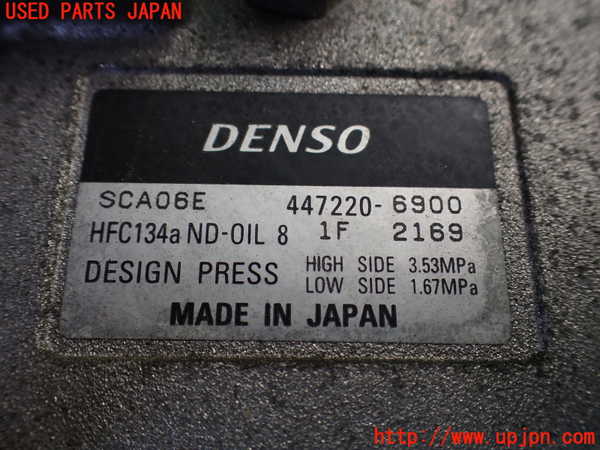 USED PARTS JAPAN
DENSO
SCA06E 447220-6900
HFC134a ND-OIL 8 1F 2169
DESIGN PRESS HIGH SIDE 3.53MPa
LOW SIDE 1.67MPa
MADE IN JAPAN
http://www.upjpn.com/